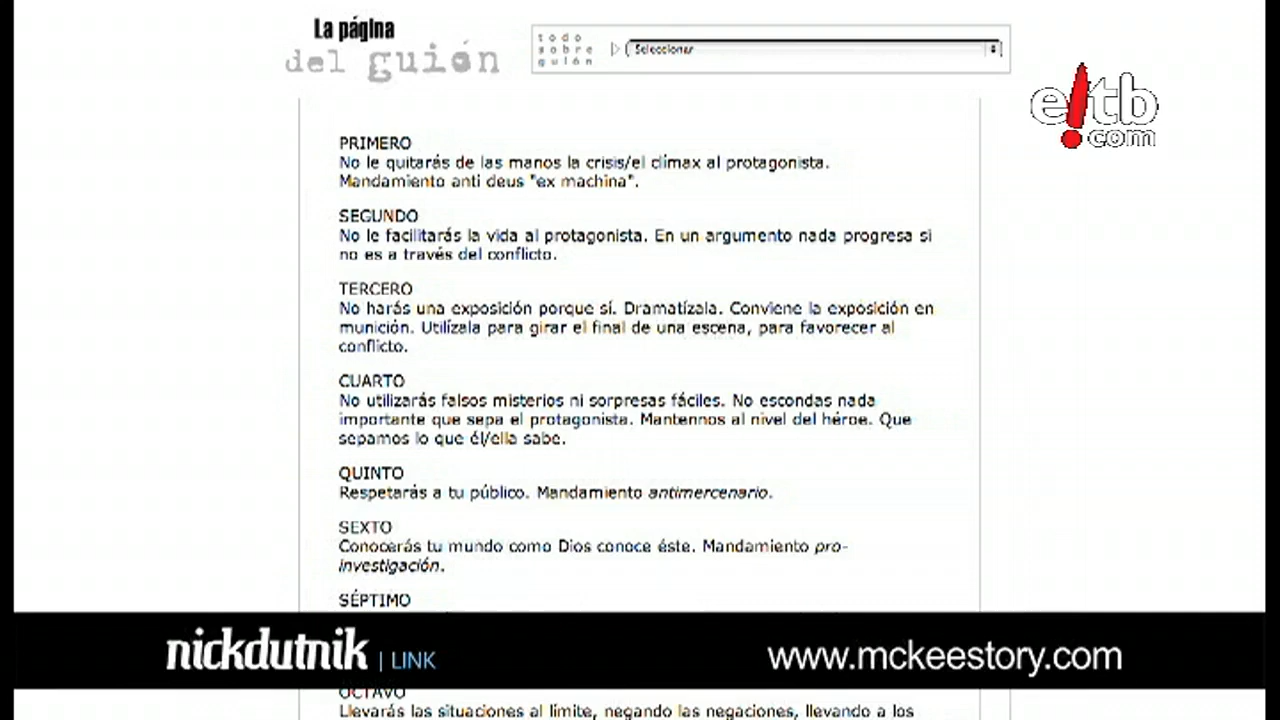 La página
del guión
todo
sobre
guión
Seleccionar
e!tb
.com
PRIMERO
No le quitarás de las manos la crisis/el clímax al protagonista.
Mandamiento anti deus "ex machina".
SEGUNDO
No le facilitarás la vida al protagonista. En un argumento nada progresa si
no es a través del conflicto.
TERCERO
No harás una exposición porque sí. Dramatízala. Conviene la exposición en
munición. Utilízala para girar el final de una escena, para favorecer al
conflicto.
CUARTO
No utilizarás falsos misterios ni sorpresas fáciles. No escondas nada
importante que sepa el protagonista. Mantennos al nivel del héroe. Que
sepamos lo que él/ella sabe.
QUINTO
Respetarás a tu público. Mandamiento antimercenario.
SEXTO
Conocerás tu mundo como Dios conoce éste. Mandamiento pro-
investigación.
SÉPTIMO
nickdutnik | LINK
www.mckeestory.com
OCTAVO
Llevarás las situaciones al límite, negando las negaciones, llevando a los